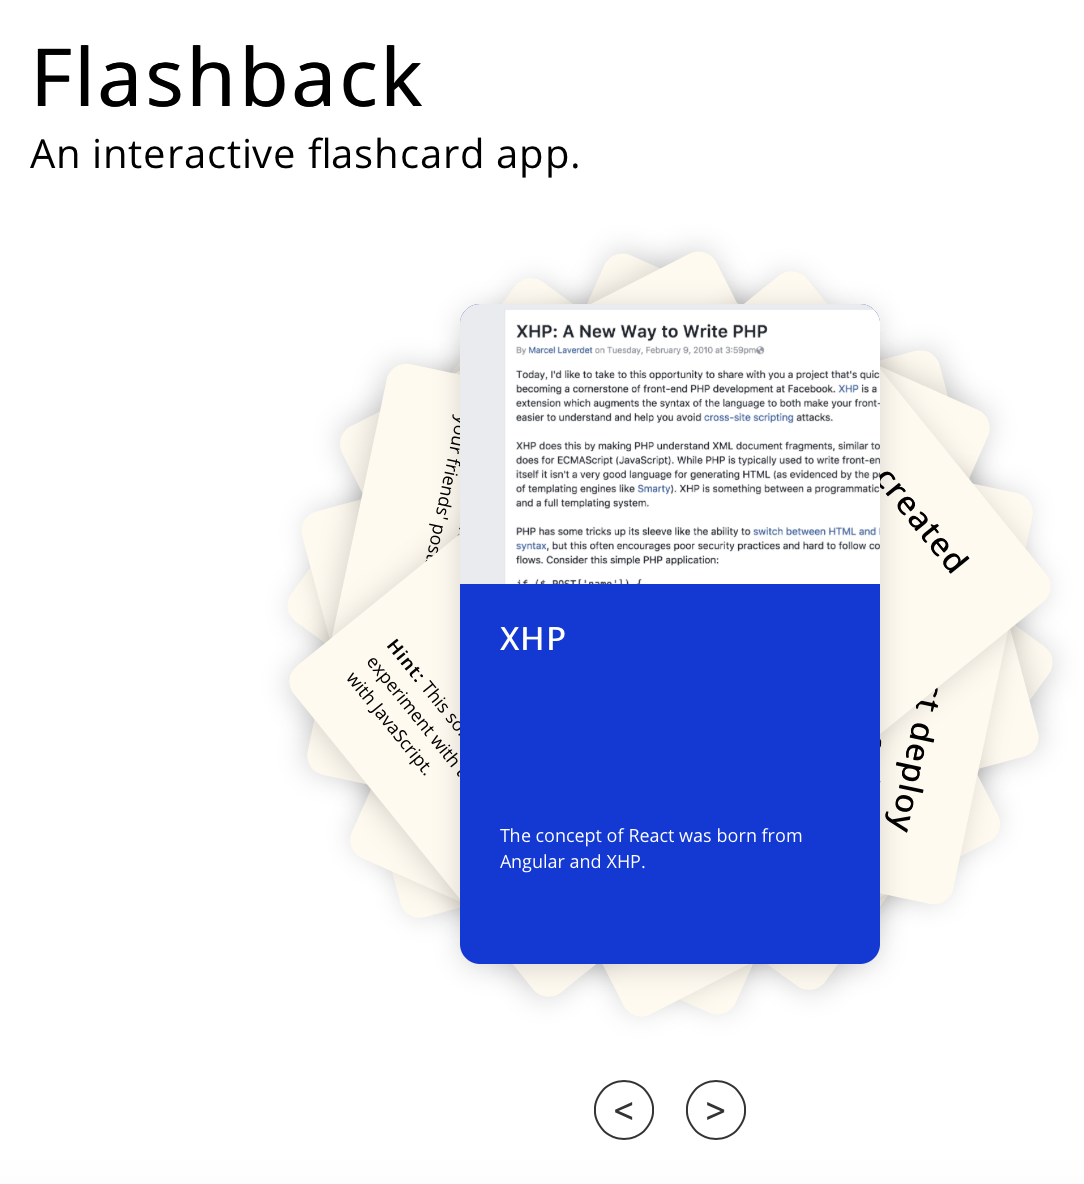 Flashback
An interactive flashcard app.
XHP: A New Way to Write PHP
By Marcel Laverdet on Tuesday, February 9, 2010 at 3:59pm
Today, I'd like to take to this opportunity to share with you a project that's
becoming a cornerstone of front-end PHP development at Facebook. XHP is a
extension which augments the syntax of the language to both make your front-
easier to understand and help you avoid cross-site scripting attacks.
XHP does this by making PHP understand XML document fragments, similar to
does for ECMAScript (JavaScript). While PHP is typically used to write front-en
itself it isn't a very good language for generating HTML (as evidenced by the
of templating engines like Smarty). XHP is something between a programmatic
and a full templating system.
PHP has some tricks up its sleeve like the ability to switch between HTML and
syntax, but this often encourages poor security practices and hard to follow co
flows. Consider this simple PHP application:
if ($_POST['name']) {
XHP
The concept of React was born from
Angular and XHP.
your friends' pos
Hint: This so
experiment with
with JavaScript.
created
t deploy
< >